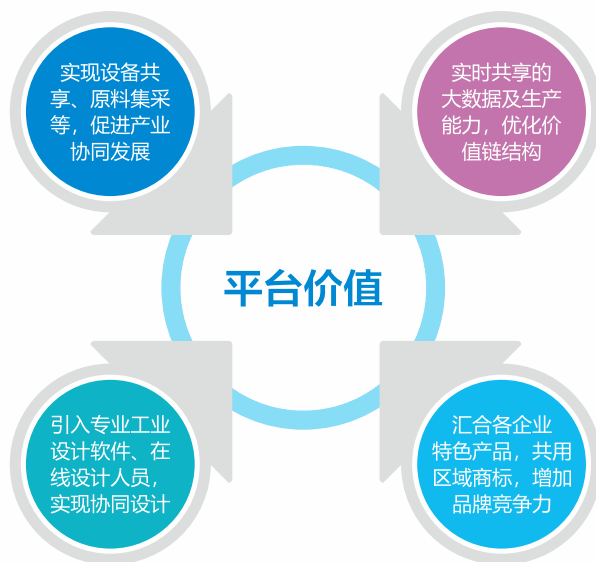 实现设备共
享、原料集采
等，促进产业
协同发展
实时共享的
大数据及生产
能力，优化价
值链结构
平台价值
引入专业工业
设计软件、在
线设计人员，
实现协同设计
汇合各企业
特色产品，共用
区域商标，增加
品牌竞争力